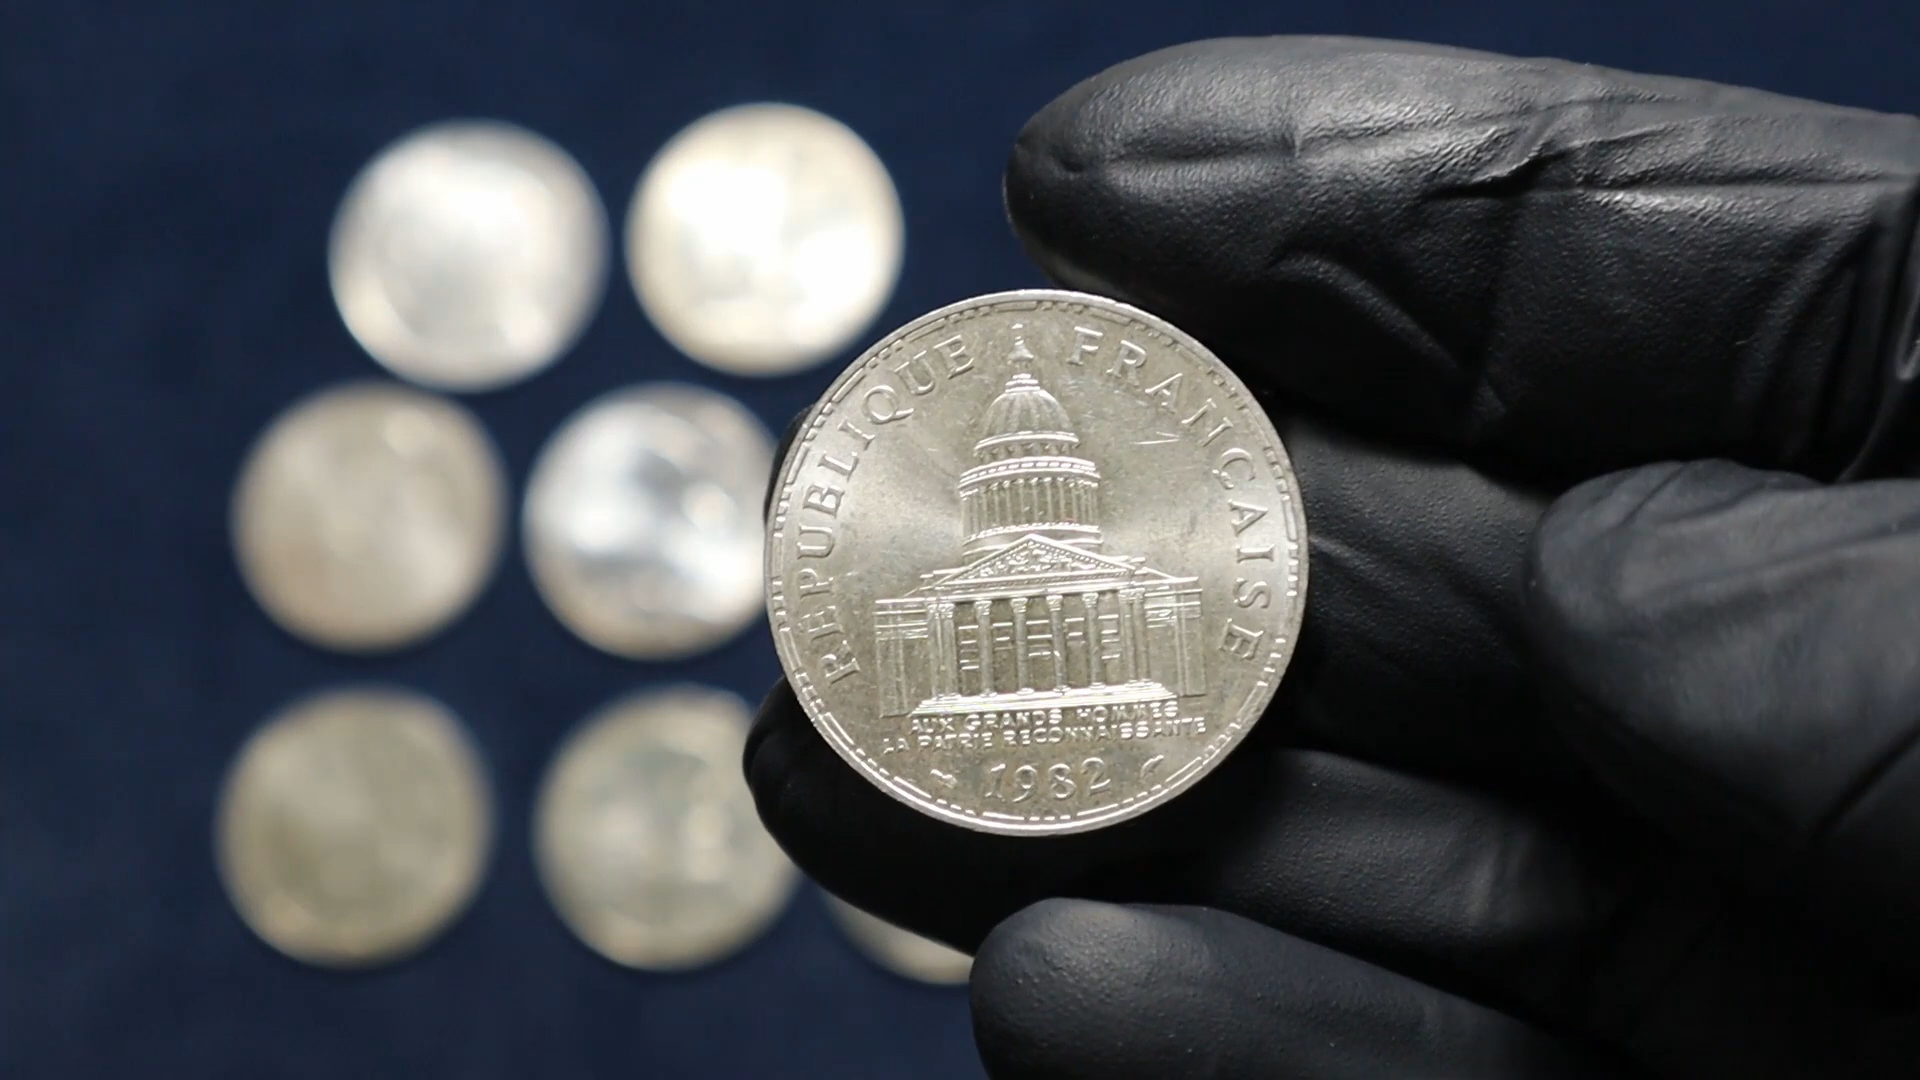 RÉPUBLIQUE FRANÇAISE
AUX GRANDS HOMMES
LA PATRIE RECONNAISSANTE
1982